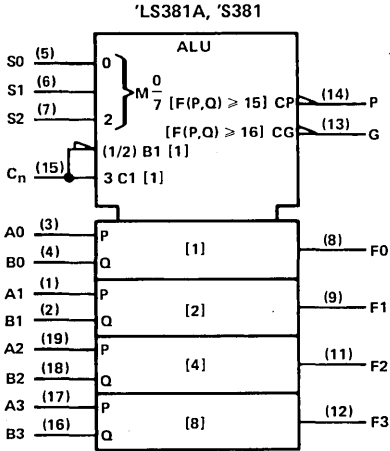 'LS381A, 'S381
ALU
S0 (5) 0
S1 (6) M 0/7 [F(P,Q) ⩾ 15] CP (14) P
S2 (7) 2 [F(P,Q) ⩾ 16] CG (13) G
(1/2) B1 [1]
Cn (15) 3 C1 [1]
A0 (3) P
B0 (4) Q [1] (8) F0
A1 (1) P
B1 (2) Q [2] (9) F1
A2 (19) P
B2 (18) Q [4] (11) F2
A3 (17) P
B3 (16) Q [8] (12) F3